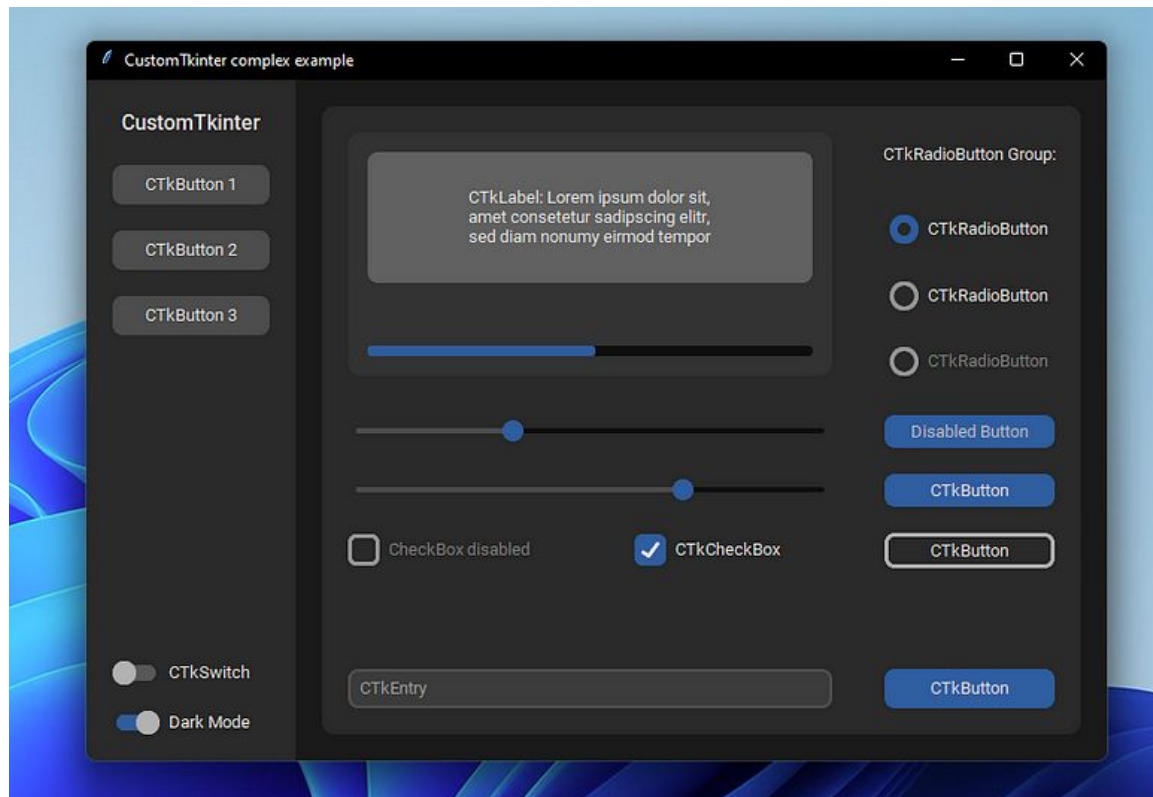 CustomTkinter complex example
CustomTkinter
CTkButton 1
CTkButton 2
CTkButton 3
CTkSwitch
Dark Mode
CTkLabel: Lorem ipsum dolor sit,
amet consetetur sadipscing elitr,
sed diam nonumy eirmod tempor
CheckBox disabled
CTkCheckBox
CTkEntry
CTkRadioButton Group:
CTkRadioButton
CTkRadioButton
CTkRadioButton
Disabled Button
CTkButton
CTkButton
CTkButton